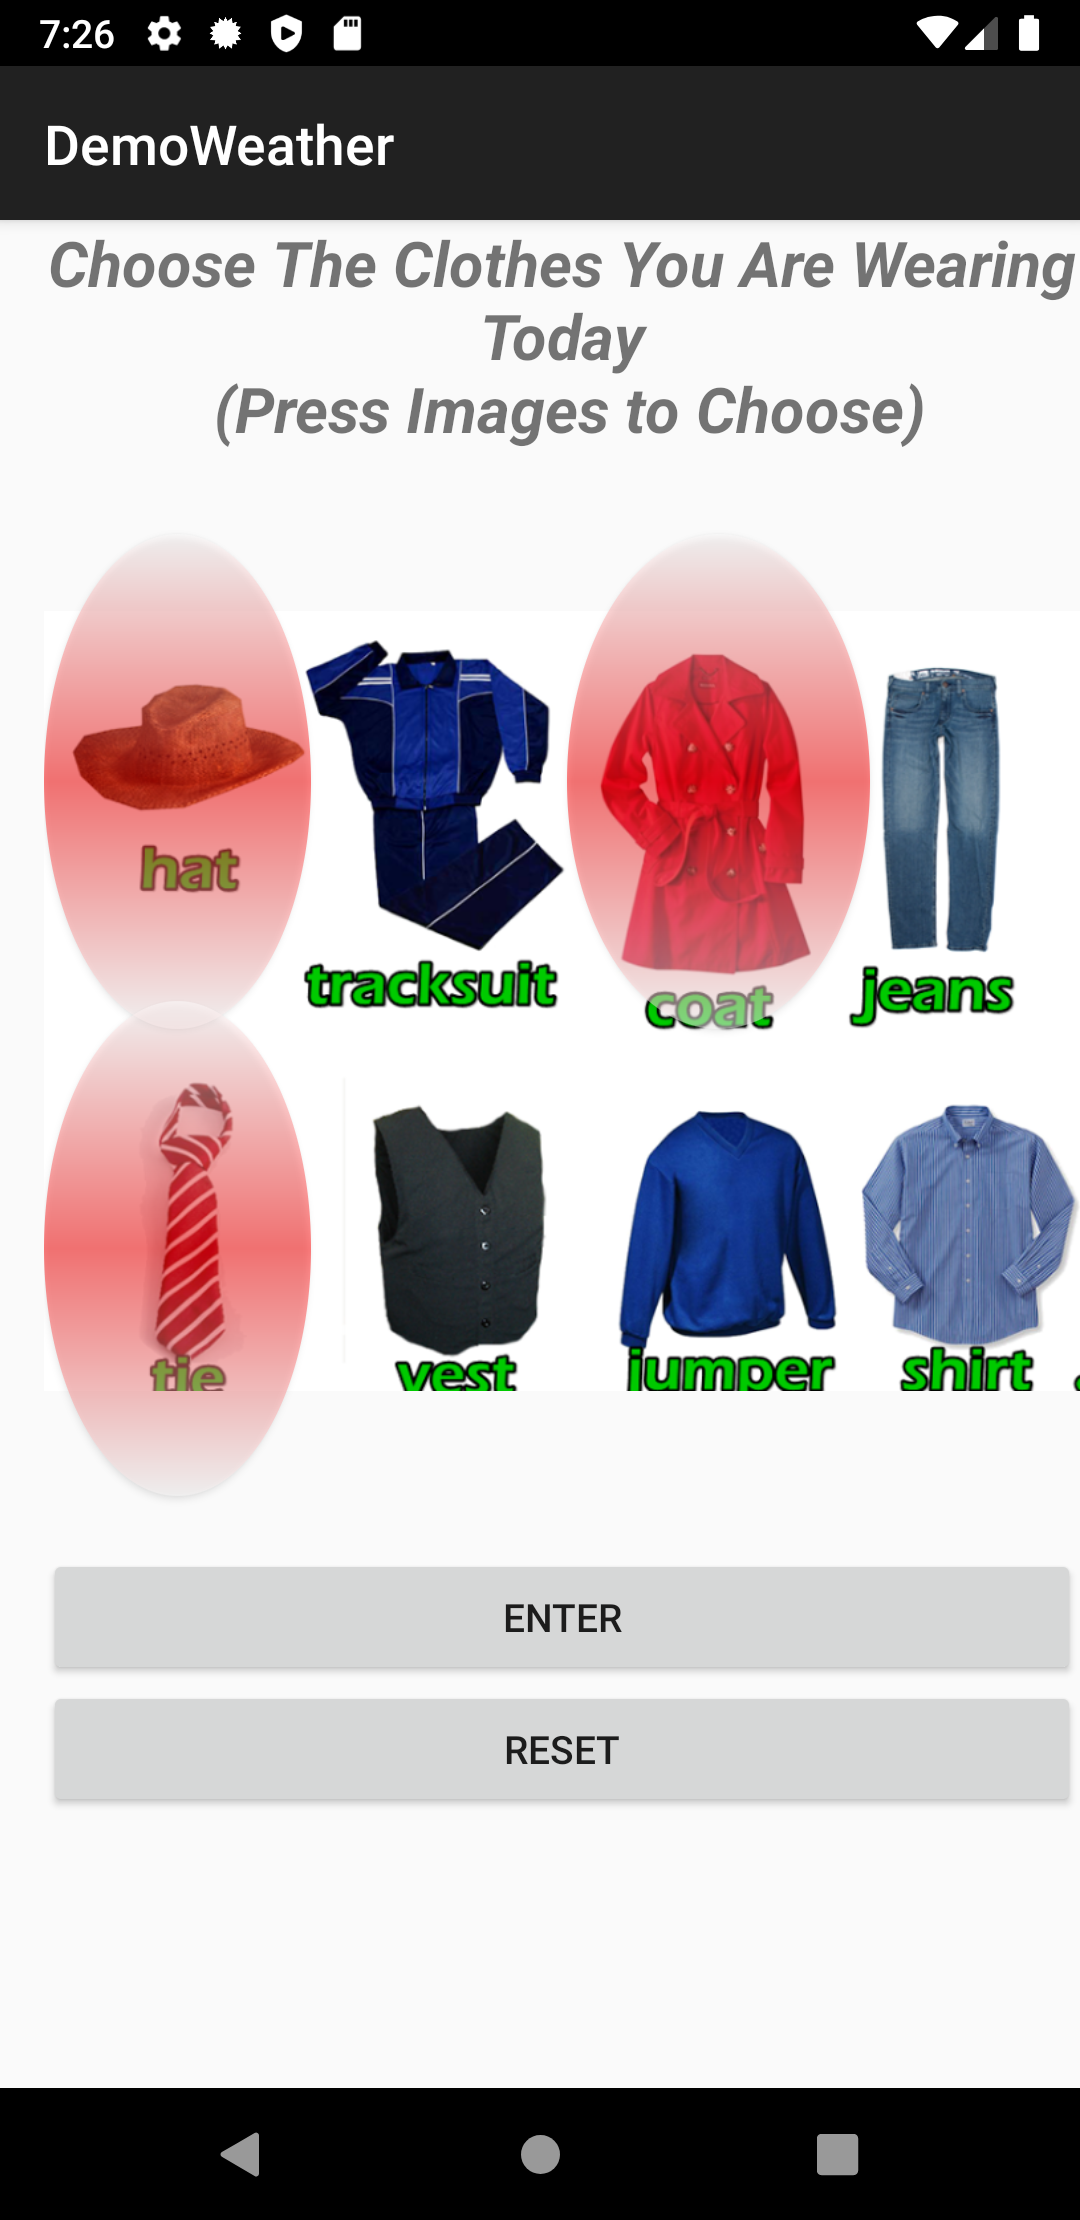 7:26
DemoWeather
Choose The Clothes You Are Wearing
Today
(Press Images to Choose)
hat
tracksuit
coat
jeans
tie
vest
jumper
shirt
ENTER
RESET